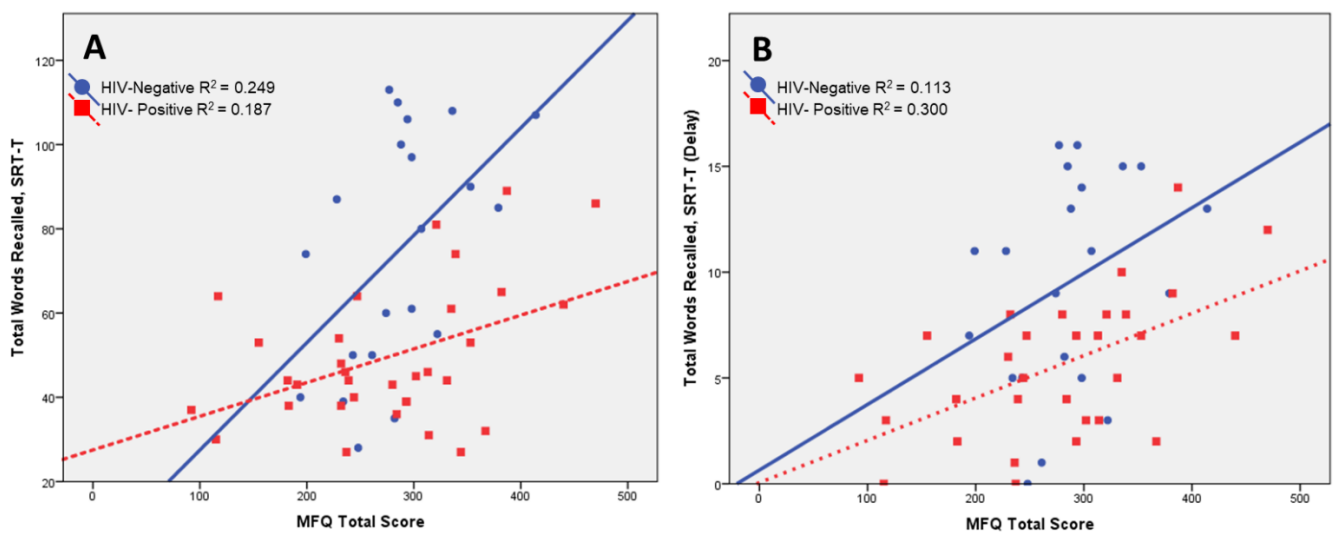 A
HIV-Negative R² = 0.249
HIV- Positive R² = 0.187
Total Words Recalled, SRT-T
120
100
80
60
40
20
0
100
200
300
400
500
MFQ Total Score
B
HIV-Negative R² = 0.113
HIV- Positive R² = 0.300
Total Words Recalled, SRT-T (Delay)
20
15
10
5
0
0
100
200
300
400
500
MFQ Total Score